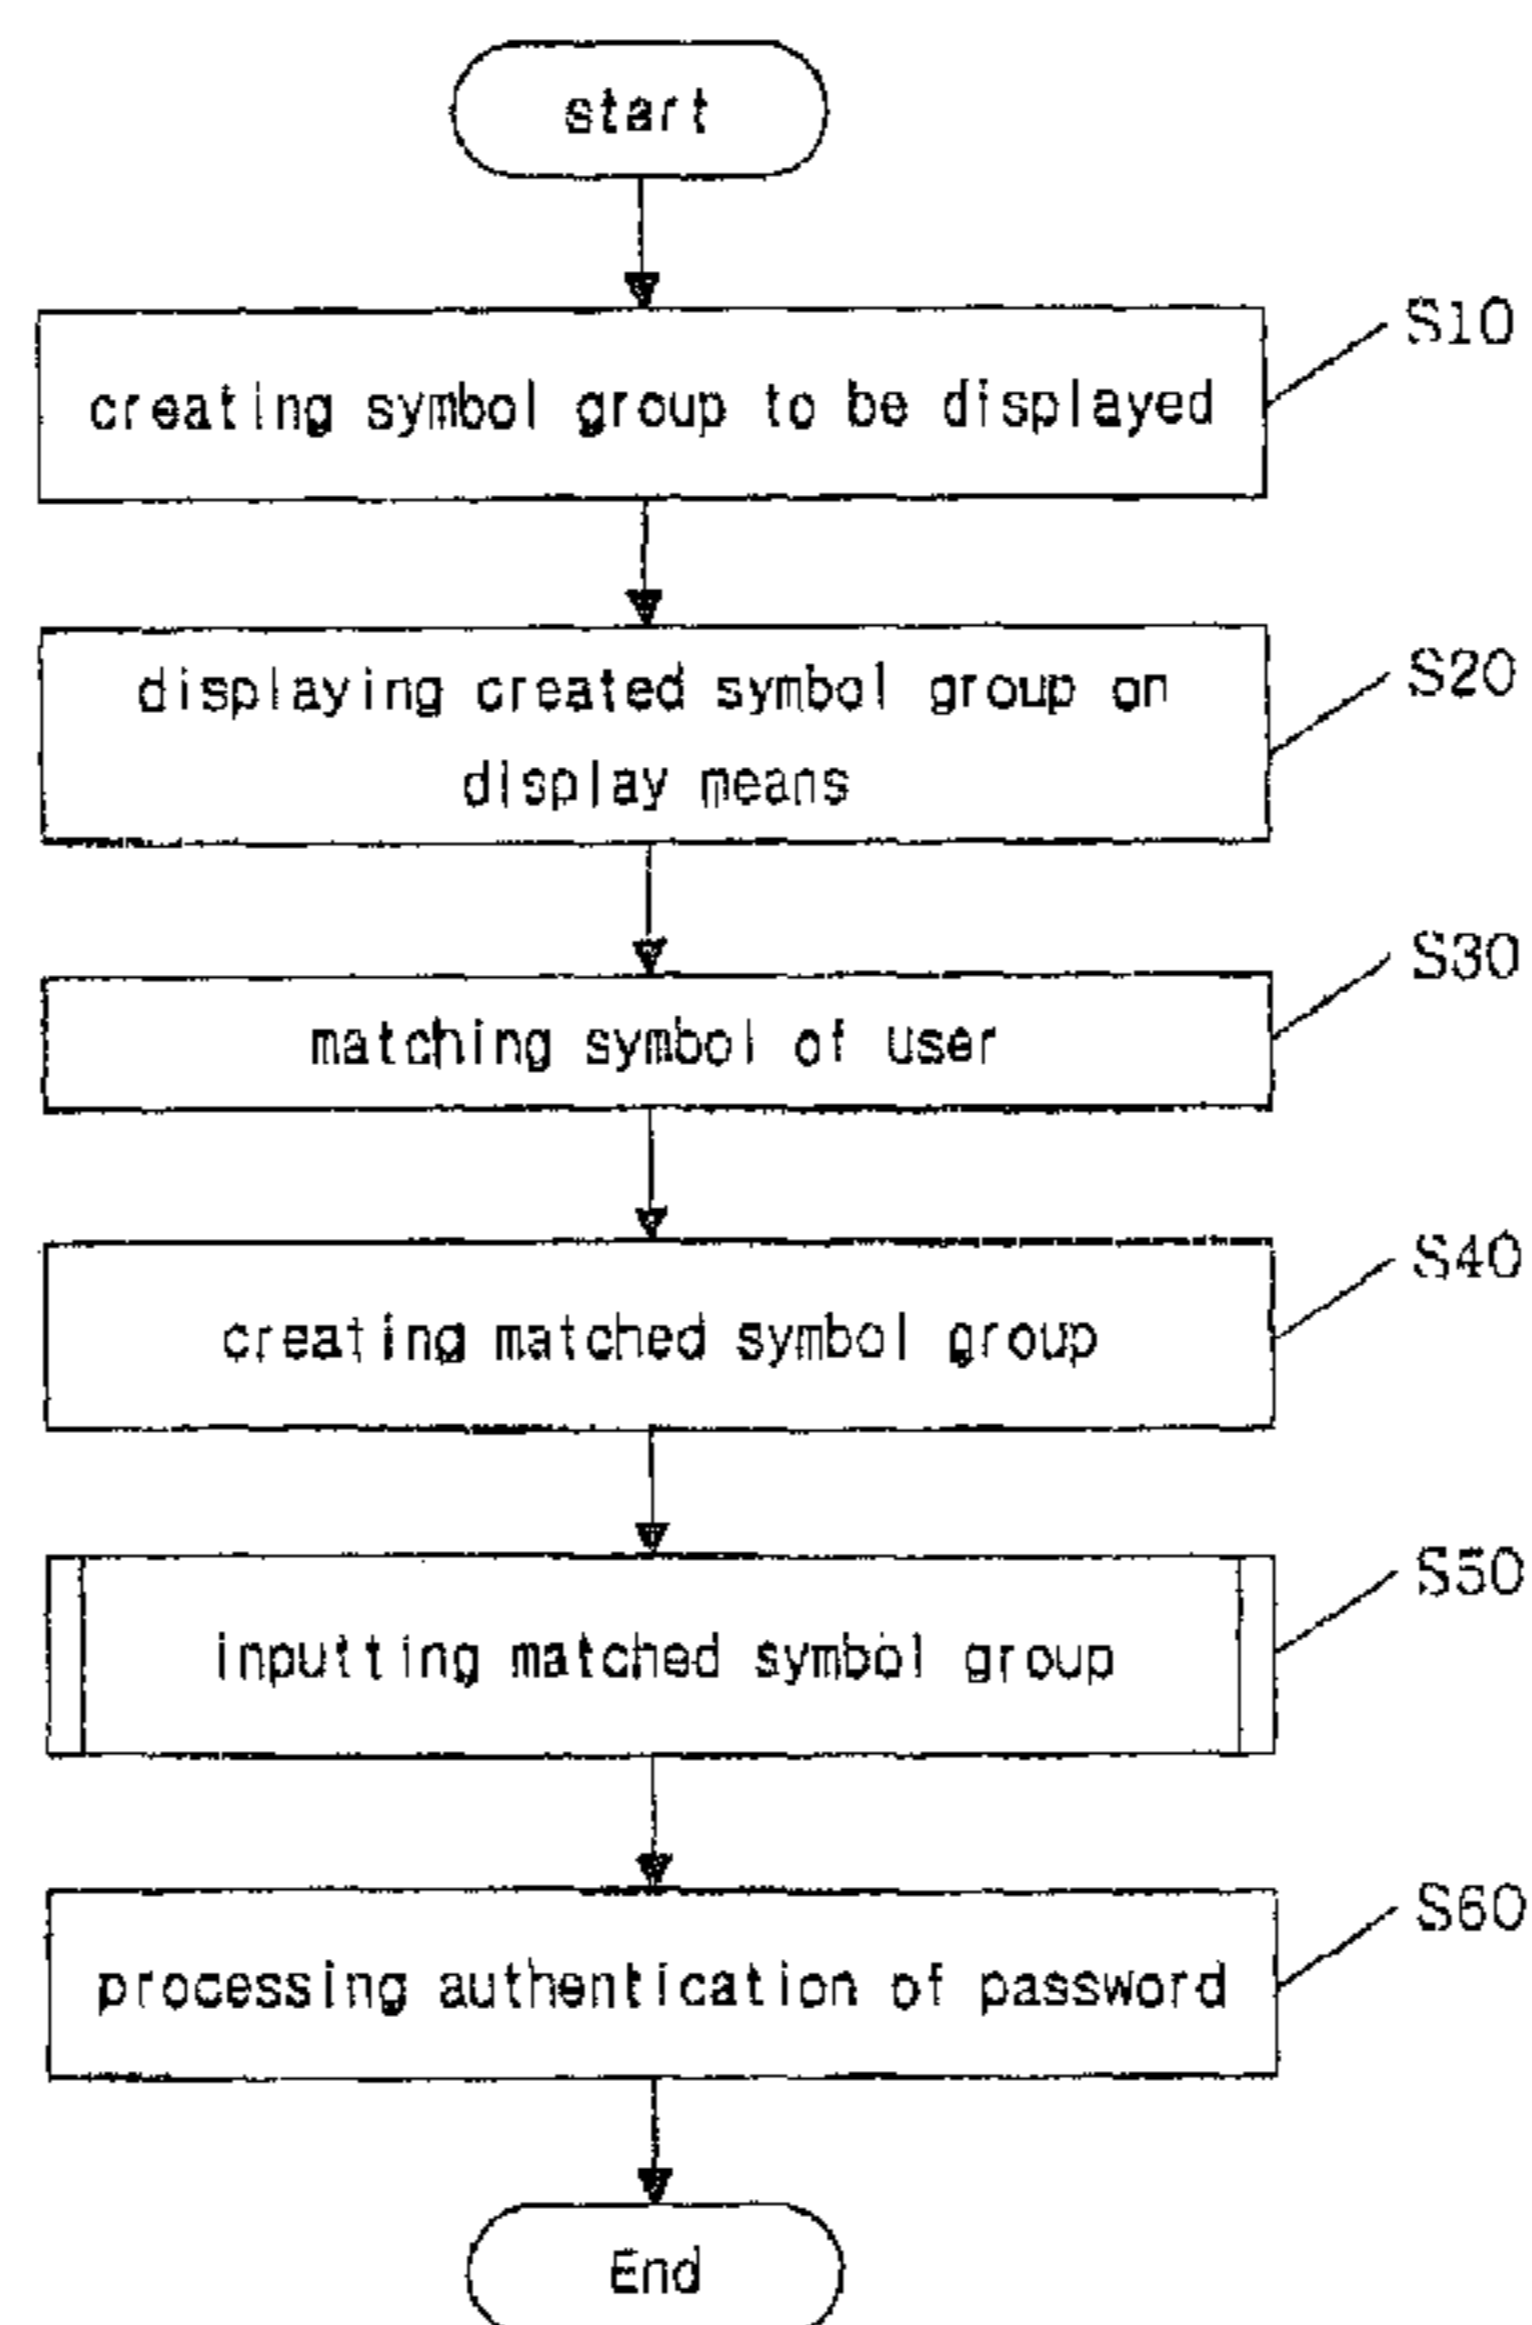 start
creating symbol group to be displayed
S10
displaying created symbol group on
display means
S20
matching symbol of user
S30
creating matched symbol group
S40
inputting matched symbol group
S50
processing authentication of password
S60
End